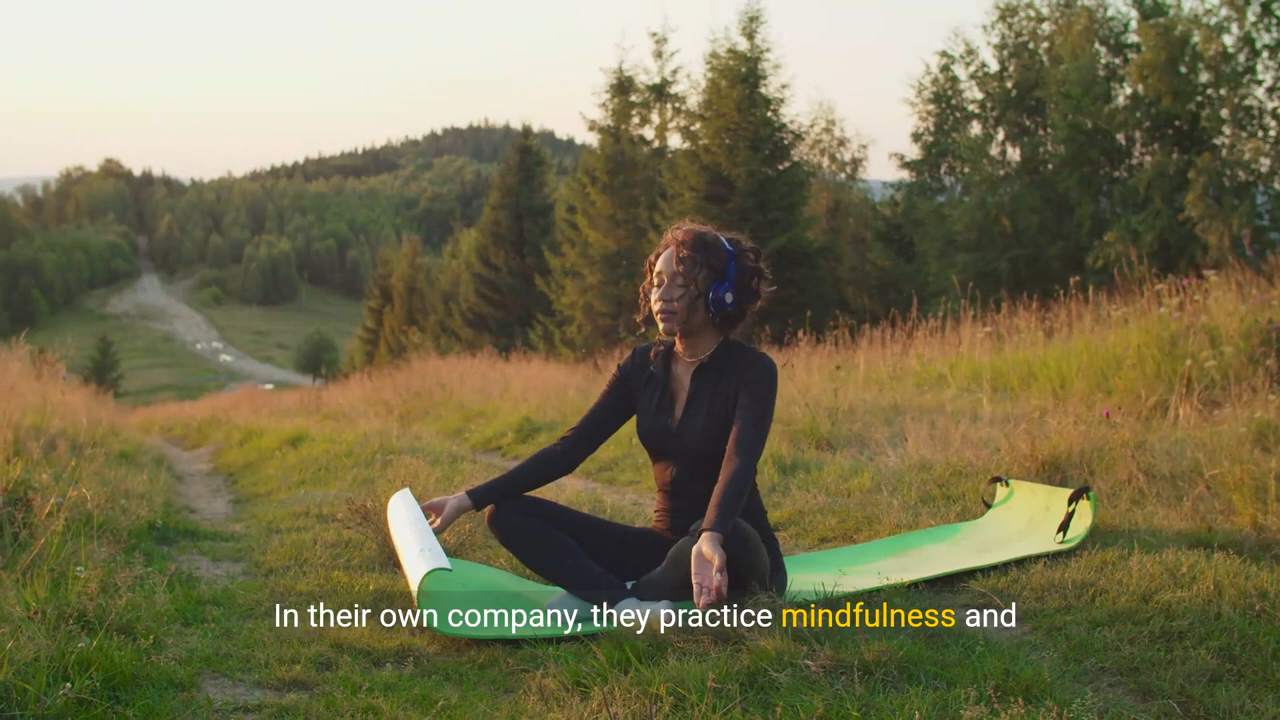 In their own company, they practice mindfulness and